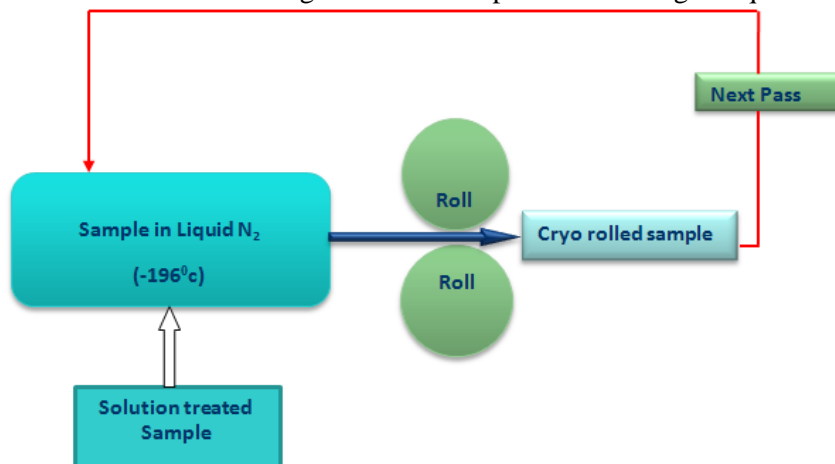 Next Pass
Roll
Sample in Liquid N₂
Cryo rolled sample
(-196⁰c)
Roll
Solution treated
Sample